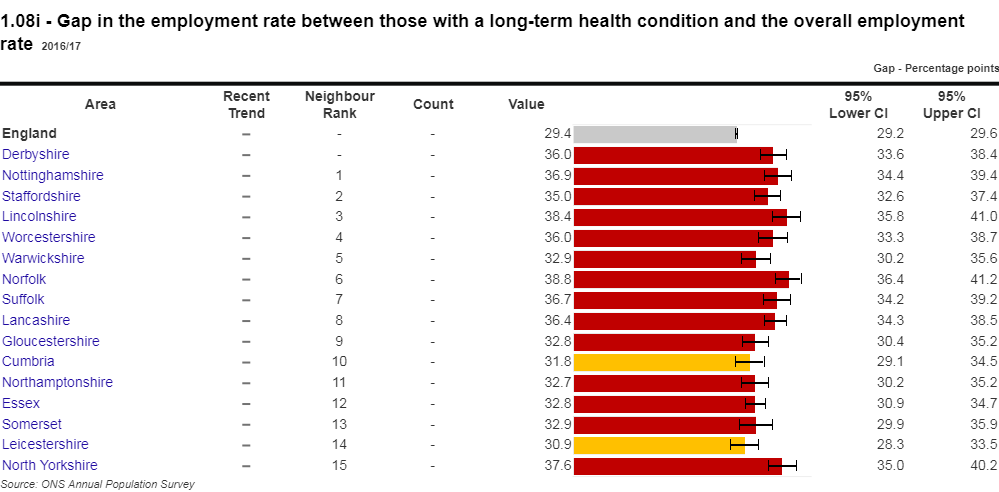 1.08i - Gap in the employment rate between those with a long-term health condition and the overall employment
rate 2016/17
Gap - Percentage points
Area Recent Trend Neighbour Rank Count Value 95% Lower CI 95% Upper CI
England – - - 29.4 29.2 29.6
Derbyshire – - - 36.0 33.6 38.4
Nottinghamshire – 1 - 36.9 34.4 39.4
Staffordshire – 2 - 35.0 32.6 37.4
Lincolnshire – 3 - 38.4 35.8 41.0
Worcestershire – 4 - 36.0 33.3 38.7
Warwickshire – 5 - 32.9 30.2 35.6
Norfolk – 6 - 38.8 36.4 41.2
Suffolk – 7 - 36.7 34.2 39.2
Lancashire – 8 - 36.4 34.3 38.5
Gloucestershire – 9 - 32.8 30.4 35.2
Cumbria – 10 - 31.8 29.1 34.5
Northamptonshire – 11 - 32.7 30.2 35.2
Essex – 12 - 32.8 30.9 34.7
Somerset – 13 - 32.9 29.9 35.9
Leicestershire – 14 - 30.9 28.3 33.5
North Yorkshire – 15 - 37.6 35.0 40.2
Source: ONS Annual Population Survey